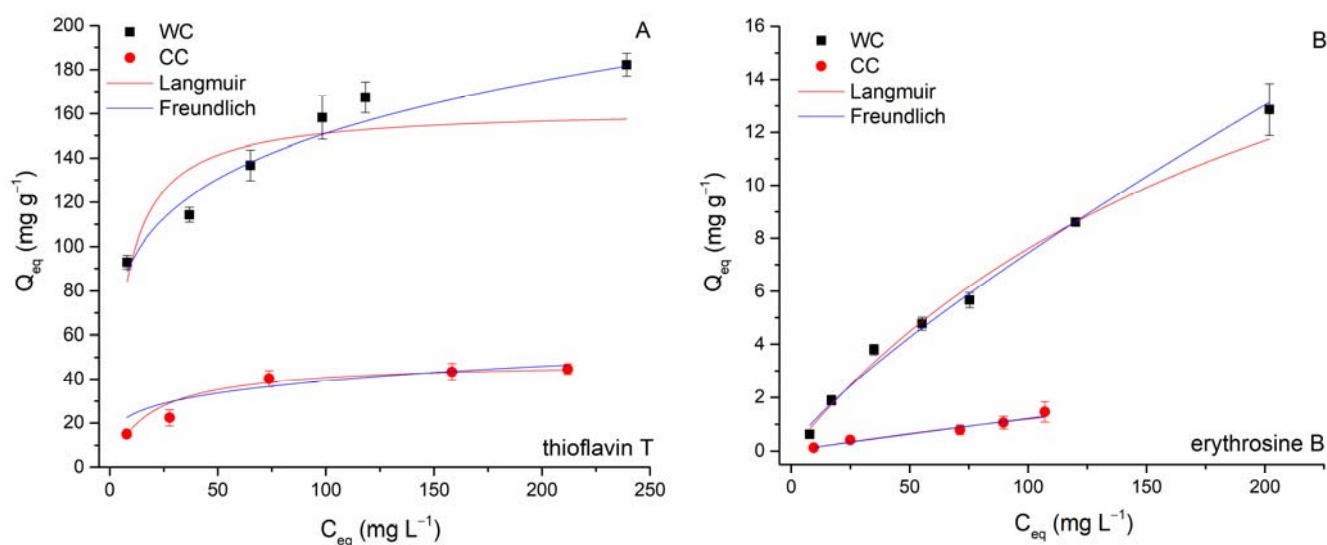 A
WC
CC
Langmuir
Freundlich
200
180
160
140
120
100
80
60
40
20
0
Q_eq (mg g⁻¹)
thioflavin T
0 50 100 150 200 250
C_eq (mg L⁻¹)
B
WC
CC
Langmuir
Freundlich
16
14
12
10
8
6
4
2
0
Q_eq (mg g⁻¹)
erythrosine B
0 50 100 150 200
C_eq (mg L⁻¹)